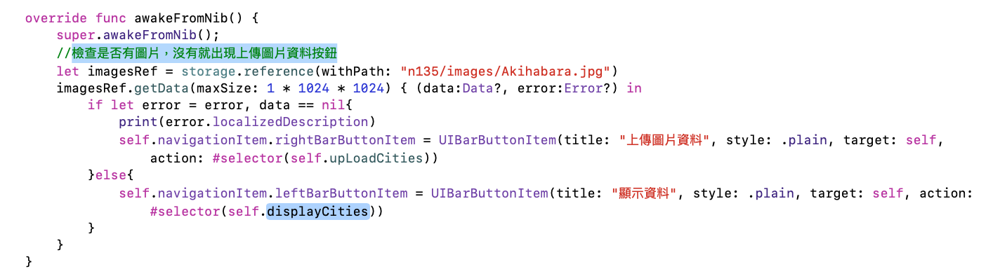 override func awakeFromNib() {
    super.awakeFromNib();
    //檢查是否有圖片，沒有就出現上傳圖片資料按鈕
    let imagesRef = storage.reference(withPath: "n135/images/Akihabara.jpg")
    imagesRef.getData(maxSize: 1 * 1024 * 1024) { (data:Data?, error:Error?) in
        if let error = error, data == nil{
            print(error.localizedDescription)
            self.navigationItem.rightBarButtonItem = UIBarButtonItem(title: "上傳圖片資料", style: .plain, target: self,
                action: #selector(self.upLoadCities))
        }else{
            self.navigationItem.leftBarButtonItem = UIBarButtonItem(title: "顯示資料", style: .plain, target: self, action:
                #selector(self.displayCities))
        }
    }
}